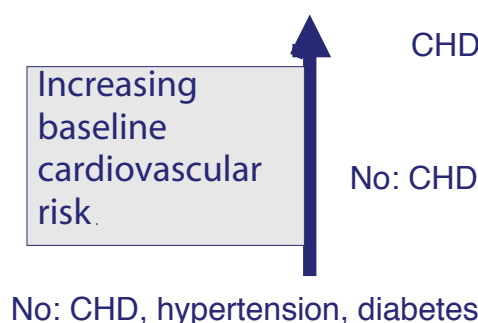 CHD
Increasing
baseline
cardiovascular
risk.
No: CHD
No: CHD, hypertension, diabetes